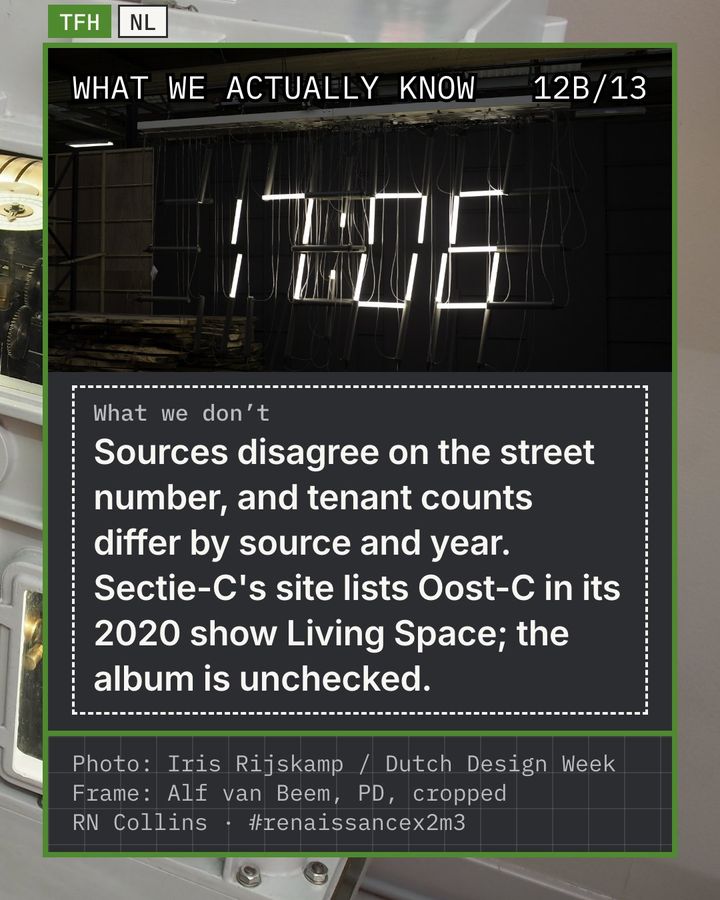 TFH NL
WHAT WE ACTUALLY KNOW 12B/13
17:06
What we don’t
Sources disagree on the street
number, and tenant counts
differ by source and year.
Sectie-C's site lists Oost-C in its
2020 show Living Space; the
album is unchecked.
Photo: Iris Rijskamp / Dutch Design Week
Frame: Alf van Beem, PD, cropped
RN Collins · #renaissancex2m3